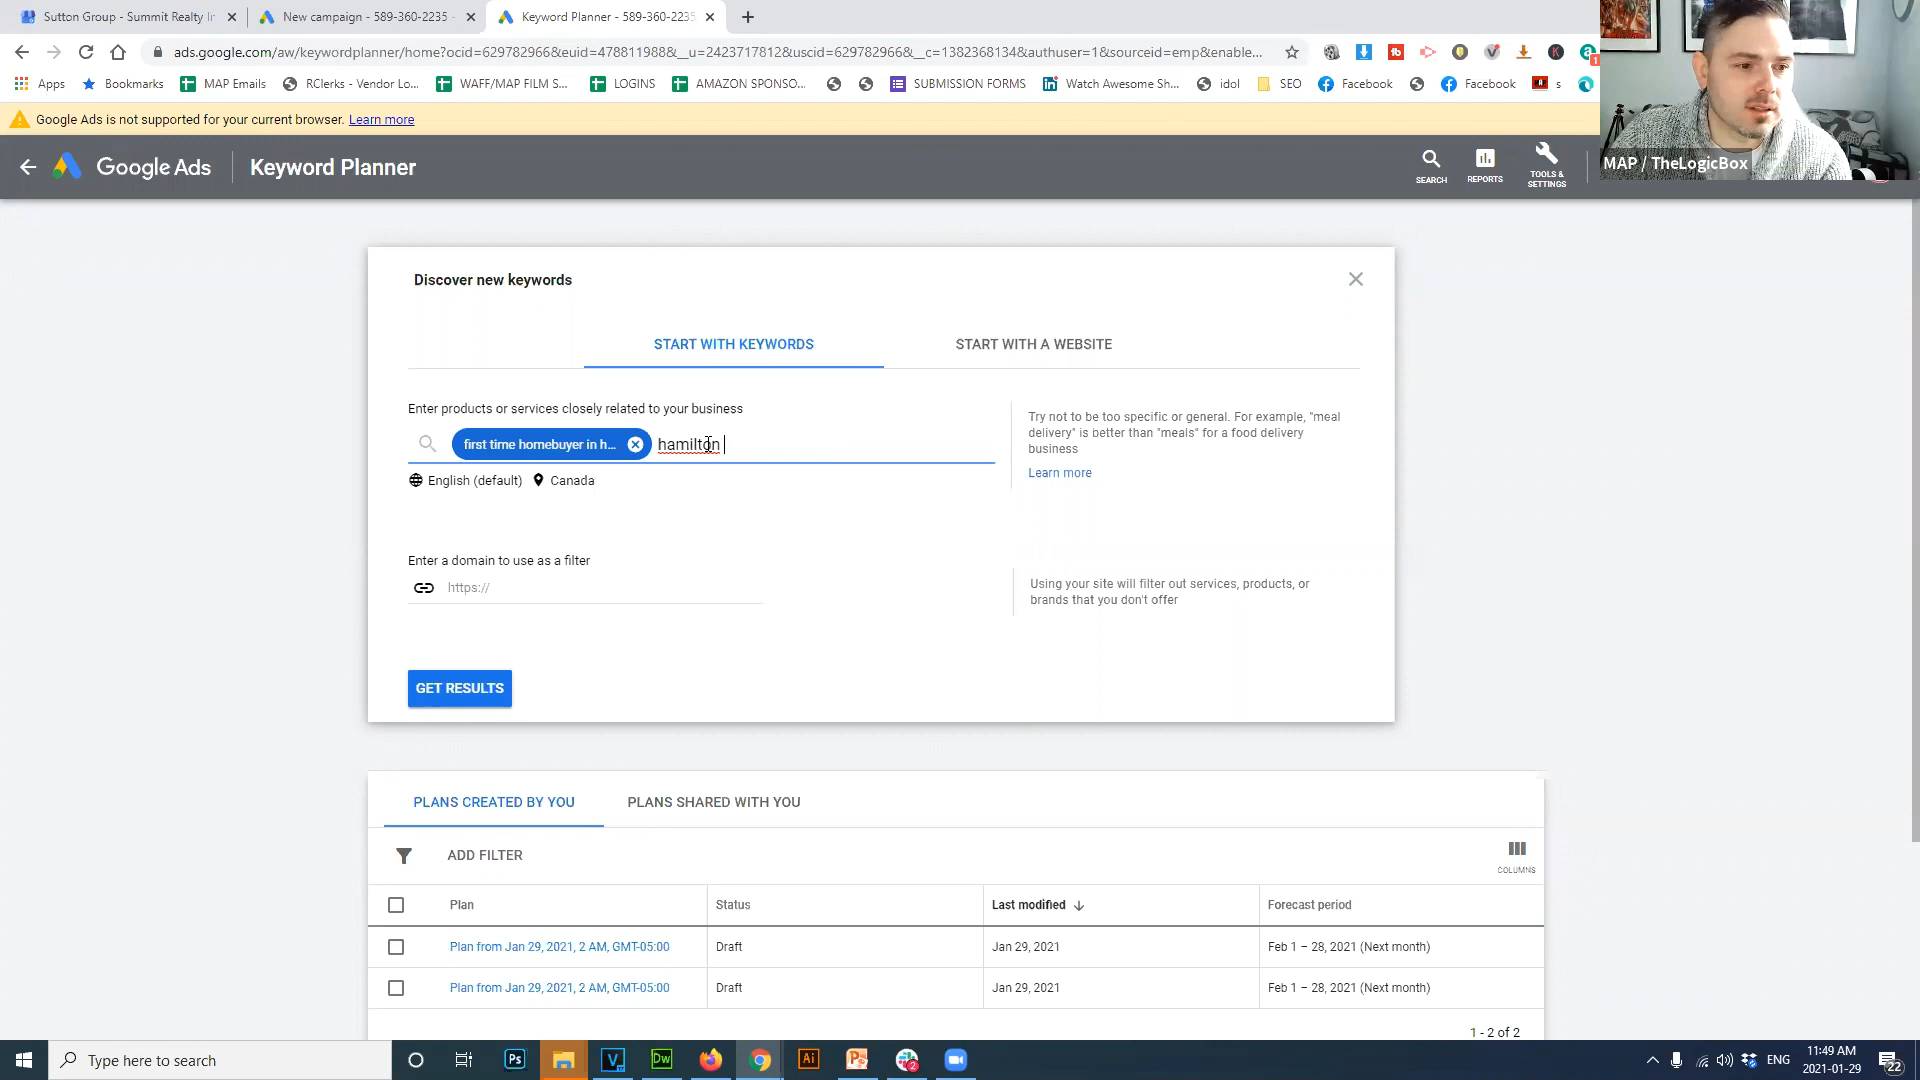 Sutton Group - Summit Realty In
New campaign - 589-360-2235 -
Keyword Planner - 589-360-2235
ads.google.com/aw/keywordplanner/home?ocid=629782966&euid=478811988&__u=2423717812&uscid=629782966&__c=1382368134&authuser=1&sourceid=emp&enable...
Apps
Bookmarks
MAP Emails
RClerks - Vendor Lo...
WAFF/MAP FILM S...
LOGINS
AMAZON SPONSO...
SUBMISSION FORMS
Watch Awesome Sh...
idol
SEO
Facebook
Facebook
s
Google Ads is not supported for your current browser. Learn more
Google Ads
Keyword Planner
SEARCH
REPORTS
TOOLS &
SETTINGS
MAP / TheLogicBox
Discover new keywords
START WITH KEYWORDS
START WITH A WEBSITE
Enter products or services closely related to your business
first time homebuyer in h...
hamilton
English (default)
Canada
Try not to be too specific or general. For example, "meal
delivery" is better than "meals" for a food delivery
business
Learn more
Enter a domain to use as a filter
https://
Using your site will filter out services, products, or
brands that you don't offer
GET RESULTS
PLANS CREATED BY YOU
PLANS SHARED WITH YOU
ADD FILTER
COLUMNS
Plan
Status
Last modified
Forecast period
Plan from Jan 29, 2021, 2 AM, GMT-05:00
Draft
Jan 29, 2021
Feb 1 – 28, 2021 (Next month)
Plan from Jan 29, 2021, 2 AM, GMT-05:00
Draft
Jan 29, 2021
Feb 1 – 28, 2021 (Next month)
1 - 2 of 2
Type here to search
Ps
V
Dw
Ai
2
ENG
11:49 AM
2021-01-29
22